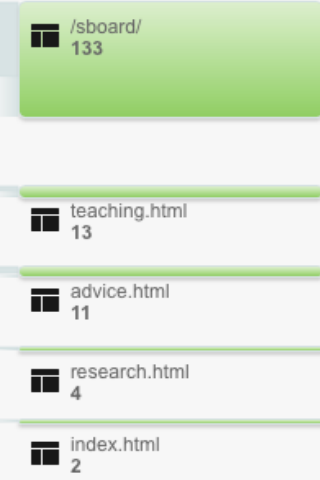 /sboard/
133
teaching.html
13
advice.html
11
research.html
4
index.html
2